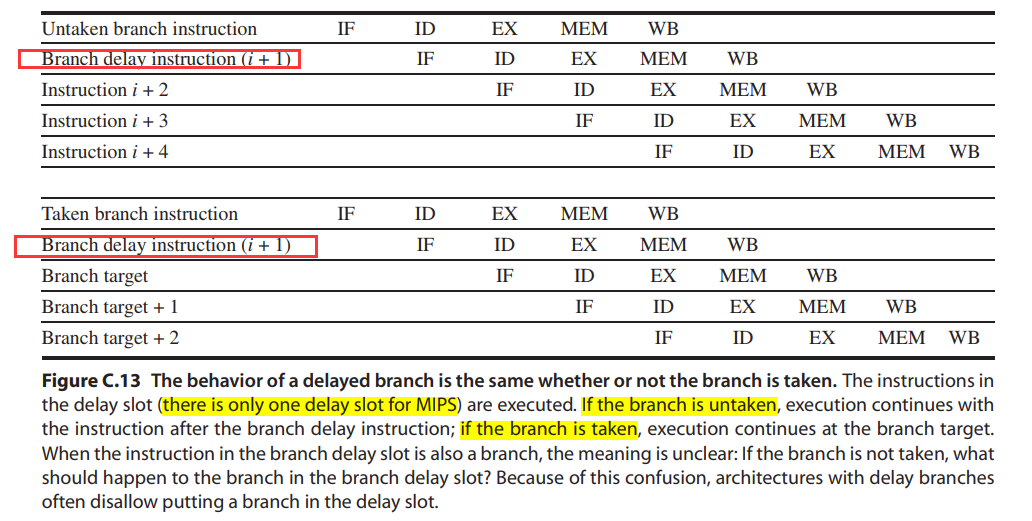 Untaken branch instruction IF ID EX MEM WB
Branch delay instruction (i + 1) IF ID EX MEM WB
Instruction i + 2 IF ID EX MEM WB
Instruction i + 3 IF ID EX MEM WB
Instruction i + 4 IF ID EX MEM WB
Taken branch instruction IF ID EX MEM WB
Branch delay instruction (i + 1) IF ID EX MEM WB
Branch target IF ID EX MEM WB
Branch target + 1 IF ID EX MEM WB
Branch target + 2 IF ID EX MEM WB
Figure C.13 The behavior of a delayed branch is the same whether or not the branch is taken. The instructions in
the delay slot (there is only one delay slot for MIPS) are executed. If the branch is untaken, execution continues with
the instruction after the branch delay instruction; if the branch is taken, execution continues at the branch target.
When the instruction in the branch delay slot is also a branch, the meaning is unclear: If the branch is not taken, what
should happen to the branch in the branch delay slot? Because of this confusion, architectures with delay branches
often disallow putting a branch in the delay slot.